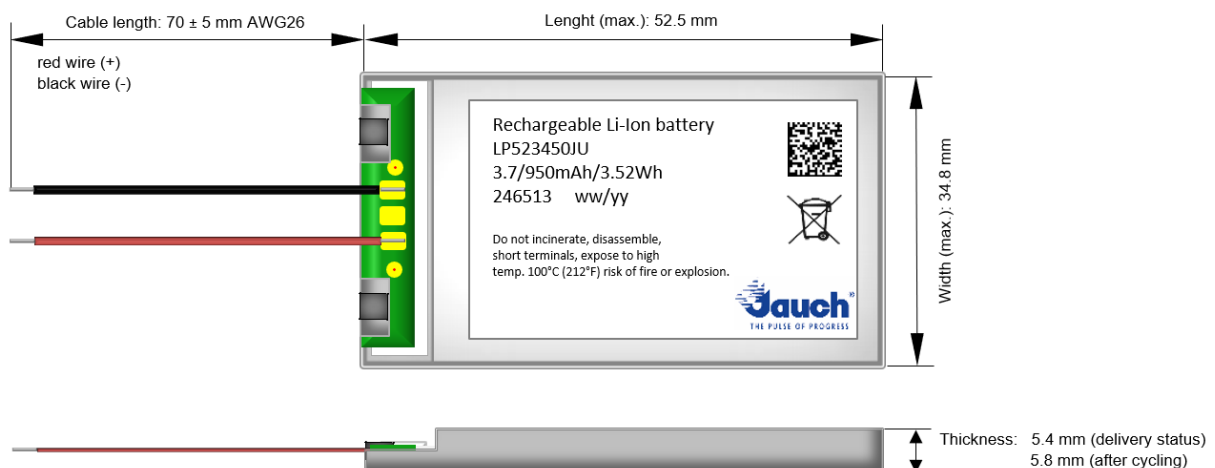 Cable length: 70 ± 5 mm AWG26
Lenght (max.): 52.5 mm
red wire (+)
black wire (-)
Rechargeable Li-Ion battery
LP523450JU
3.7/950mAh/3.52Wh
246513 ww/yy
Do not incinerate, disassemble,
short terminals, expose to high
temp. 100°C (212°F) risk of fire or explosion.
Jauch®
THE PULSE OF PROGRESS
Width (max.): 34.8 mm
Thickness: 5.4 mm (delivery status)
5.8 mm (after cycling)